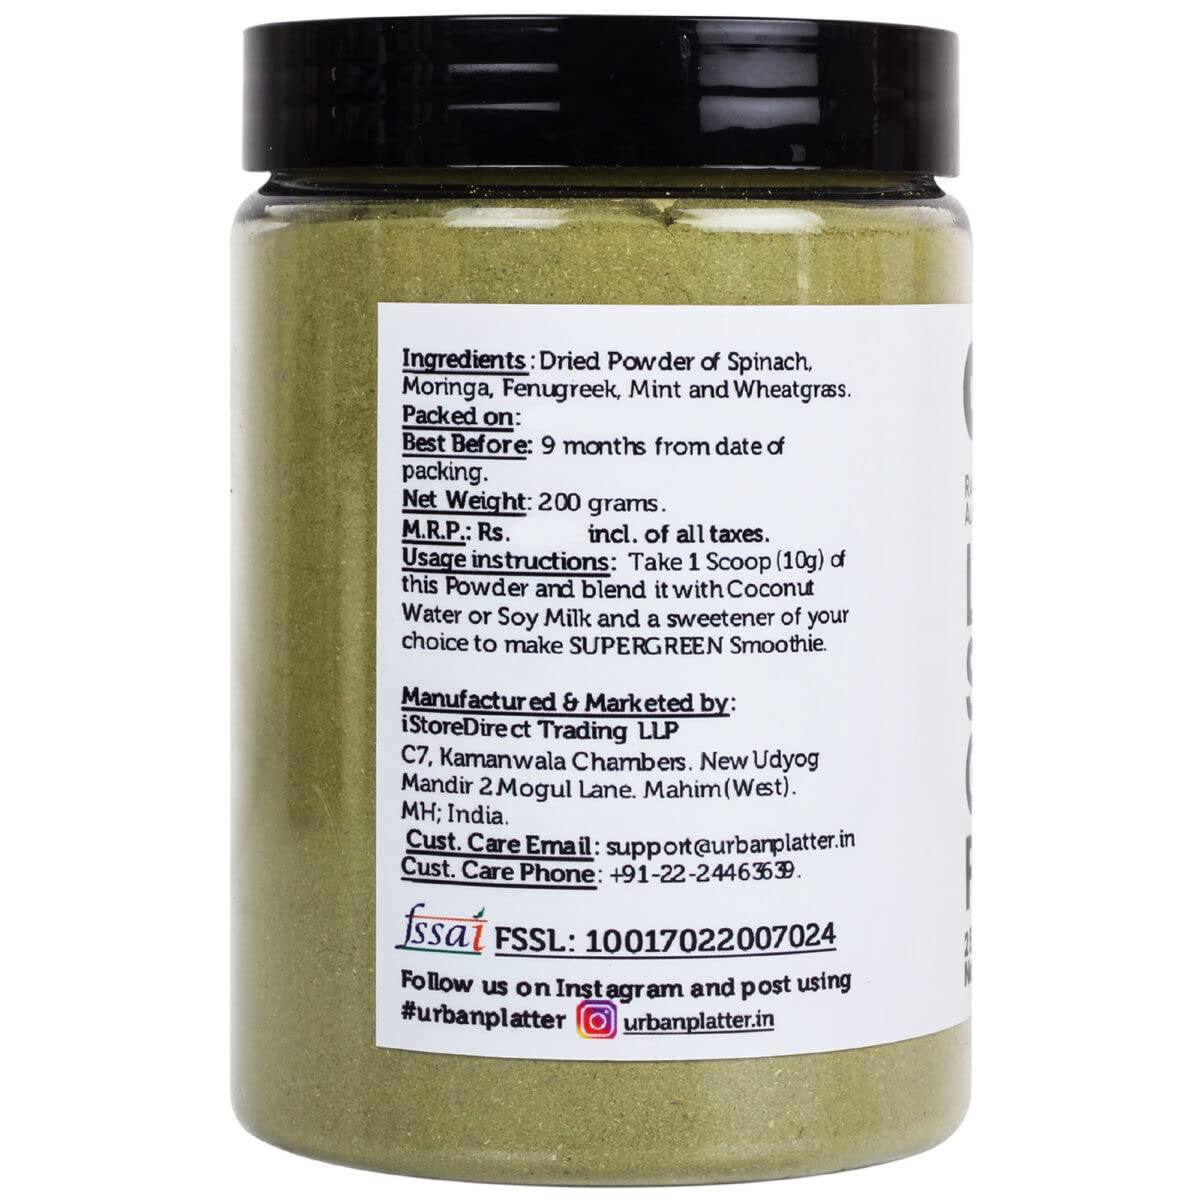 Ingredients : Dried Powder of Spinach,
Moringa, Fenugreek, Mint and Wheatgrass.
Packed on:
Best Before: 9 months from date of
packing.
Net Weight: 200 grams.
M.R.P.: Rs. incl. of all taxes.
Usage instructions: Take 1 Scoop (10g) of
this Powder and blend it with Coconut
Water or Soy Milk and a sweetener of your
choice to make SUPERGREEN Smoothie.
Manufactured & Marketed by:
iStoreDirect Trading LLP
C7, Kamanwala Chambers. New Udyog
Mandir 2 Mogul Lane. Mahim(West).
MH; India.
Cust. Care Email: support@urbanplatter.in
Cust. Care Phone: +91-22-24463639.
fssai FSSL: 10017022007024
Follow us on Instagram and post using
#urbanplatter urbanplatter.in